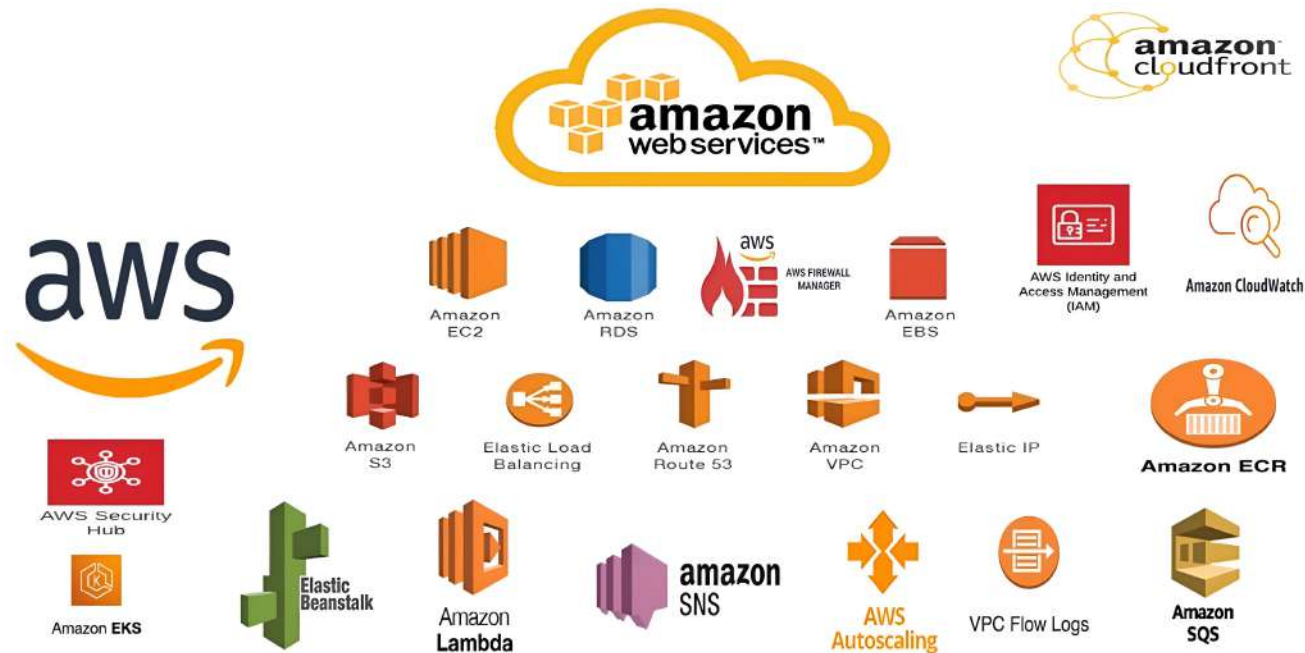 amazon
web services™
amazon
cloudfront
aws
Amazon
EC2
Amazon
RDS
aws
AWS FIREWALL
MANAGER
Amazon
EBS
AWS Identity and
Access Management
(IAM)
Amazon CloudWatch
Amazon
S3
Elastic Load
Balancing
Amazon
Route 53
Amazon
VPC
Elastic IP
Amazon ECR
AWS Security
Hub
K
Amazon EKS
Elastic
Beanstalk
Amazon
Lambda
amazon
SNS
AWS
Autoscaling
VPC Flow Logs
Amazon
SQS